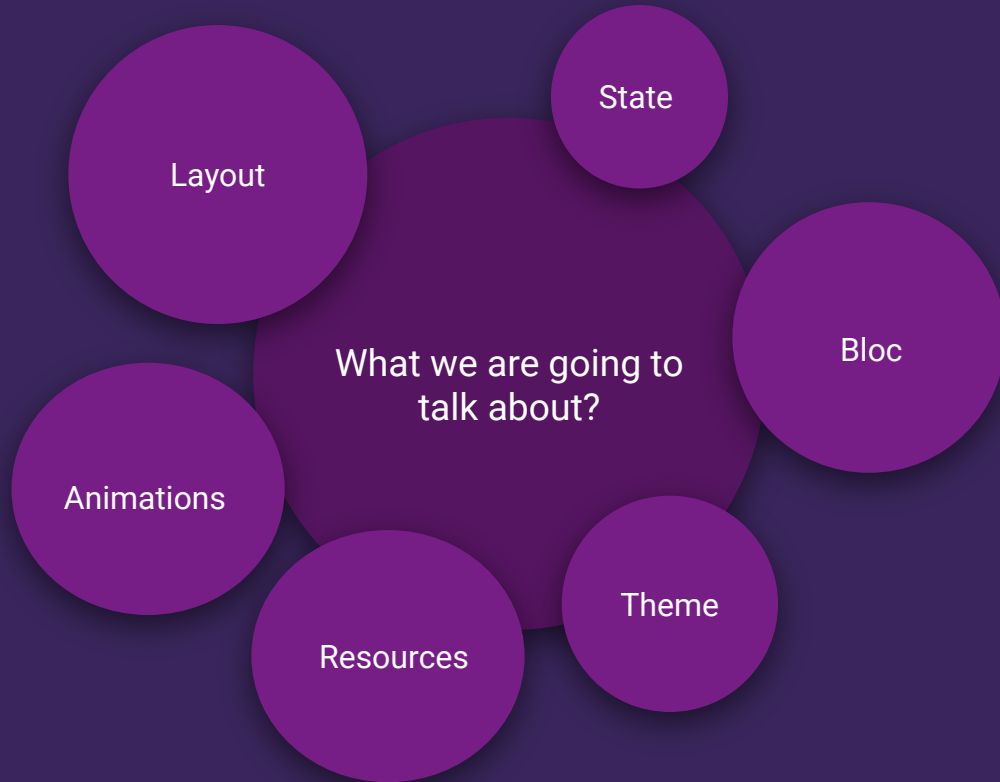 State
Layout
Bloc
What we are going to
talk about?
Animations
Theme
Resources